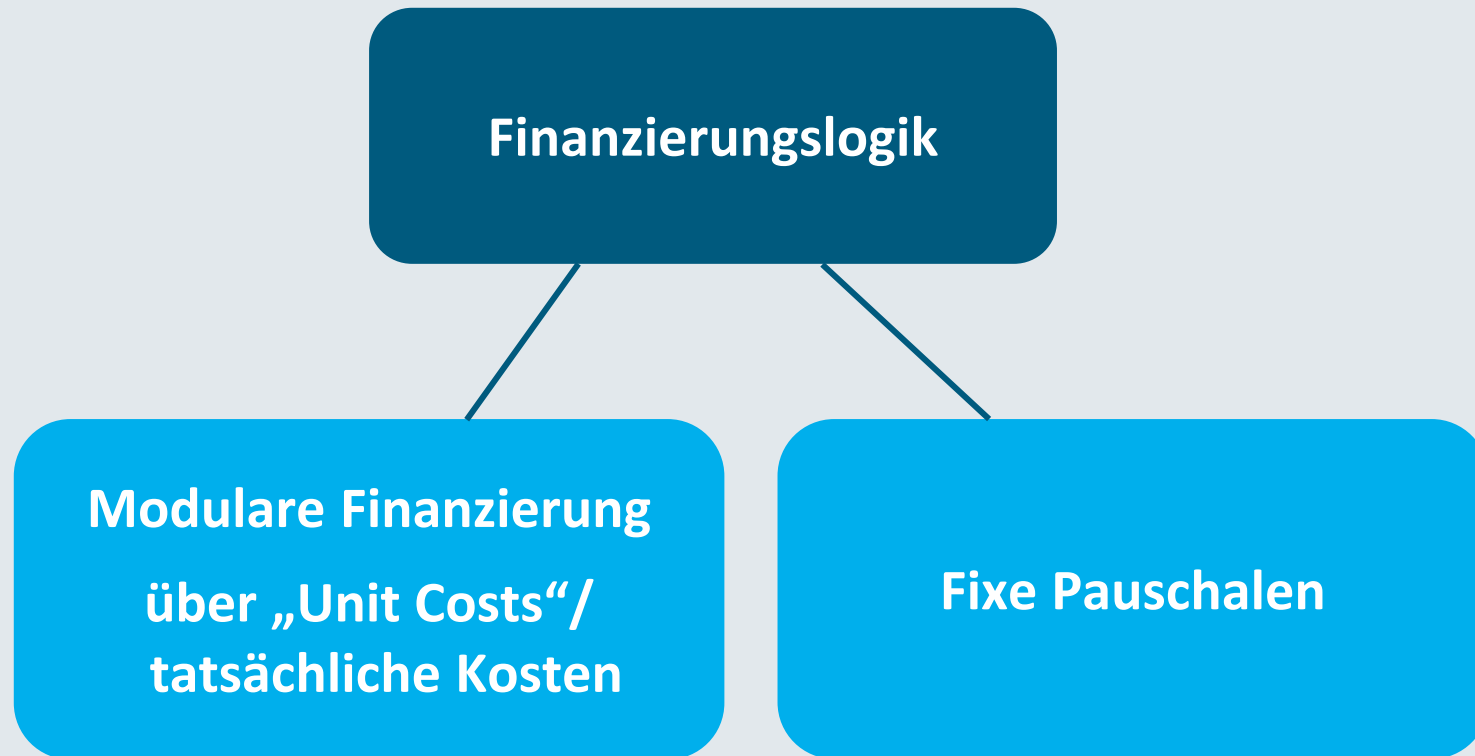 Finanzierungslogik
Modulare Finanzierung
über „Unit Costs“/
tatsächliche Kosten
Fixe Pauschalen